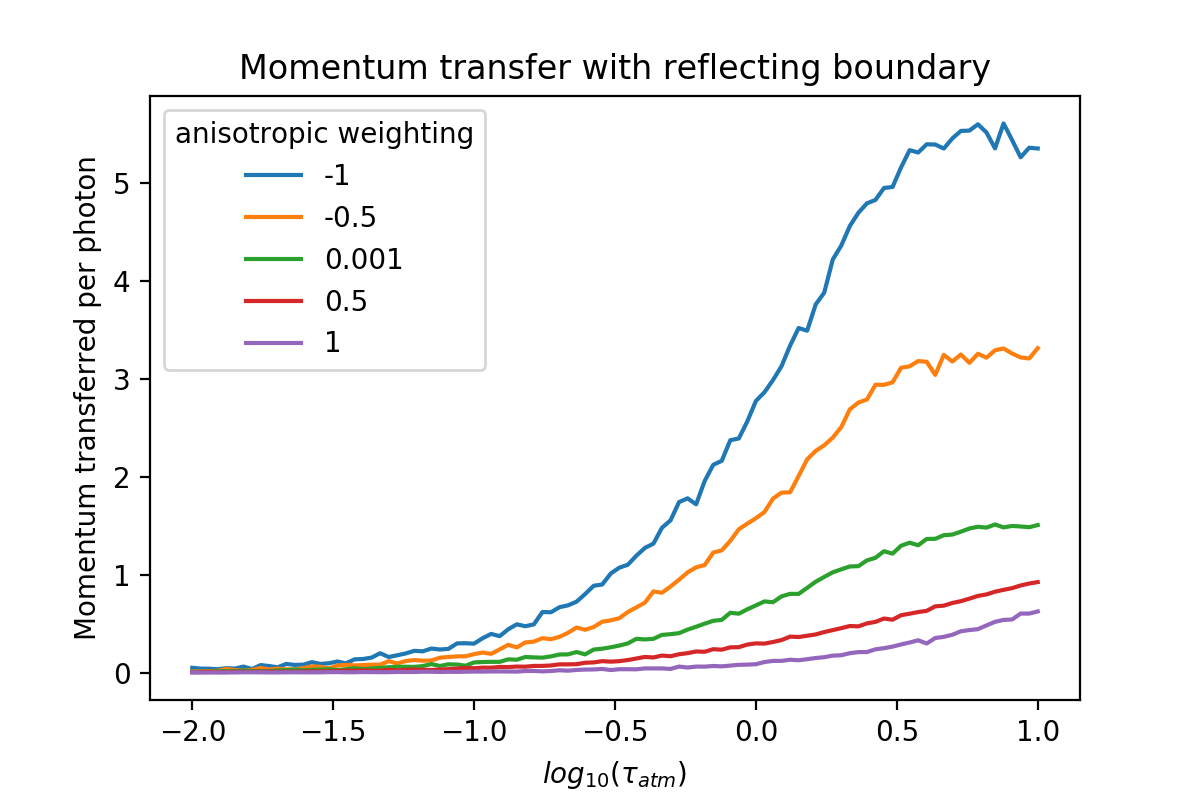 Momentum transfer with reflecting boundary
Momentum transferred per photon
5
4
3
2
1
0
anisotropic weighting
-1
-0.5
0.001
0.5
1
−2.0 −1.5 −1.0 −0.5 0.0 0.5 1.0
log₁₀(τₐₜₘ)